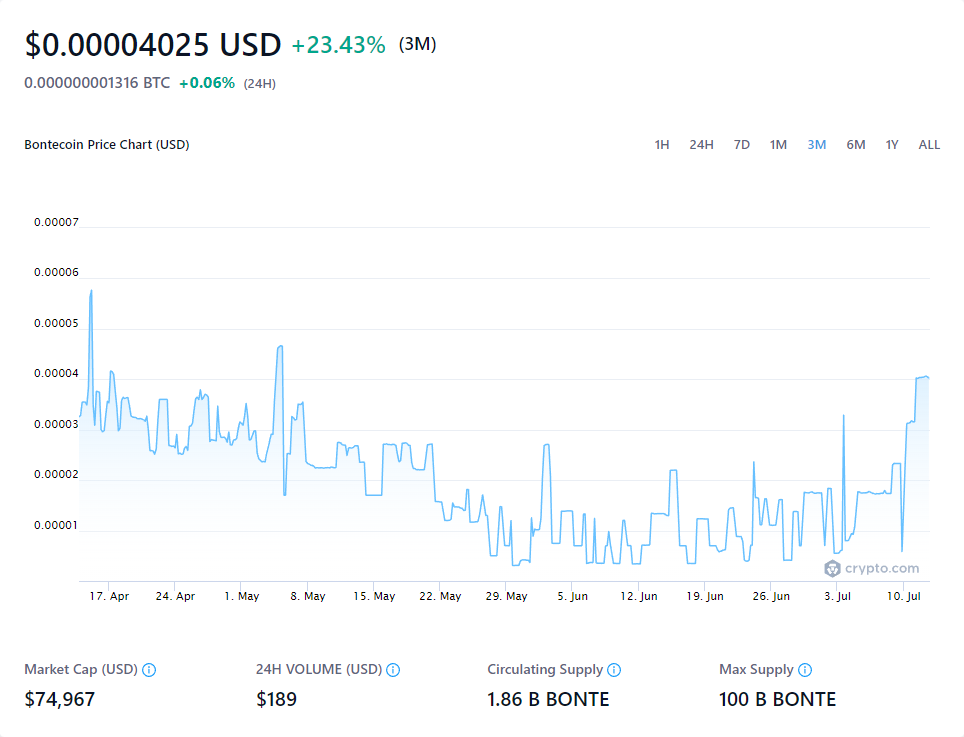 $0.00004025 USD +23.43% (3M)
0.000000001316 BTC +0.06% (24H)
Bontecoin Price Chart (USD) 1H 24H 7D 1M 3M 6M 1Y ALL
0.00007
0.00006
0.00005
0.00004
0.00003
0.00002
0.00001
crypto.com
17. Apr 24. Apr 1. May 8. May 15. May 22. May 29. May 5. Jun 12. Jun 19. Jun 26. Jun 3. Jul 10. Jul
Market Cap (USD) 24H VOLUME (USD) Circulating Supply Max Supply
$74,967 $189 1.86 B BONTE 100 B BONTE